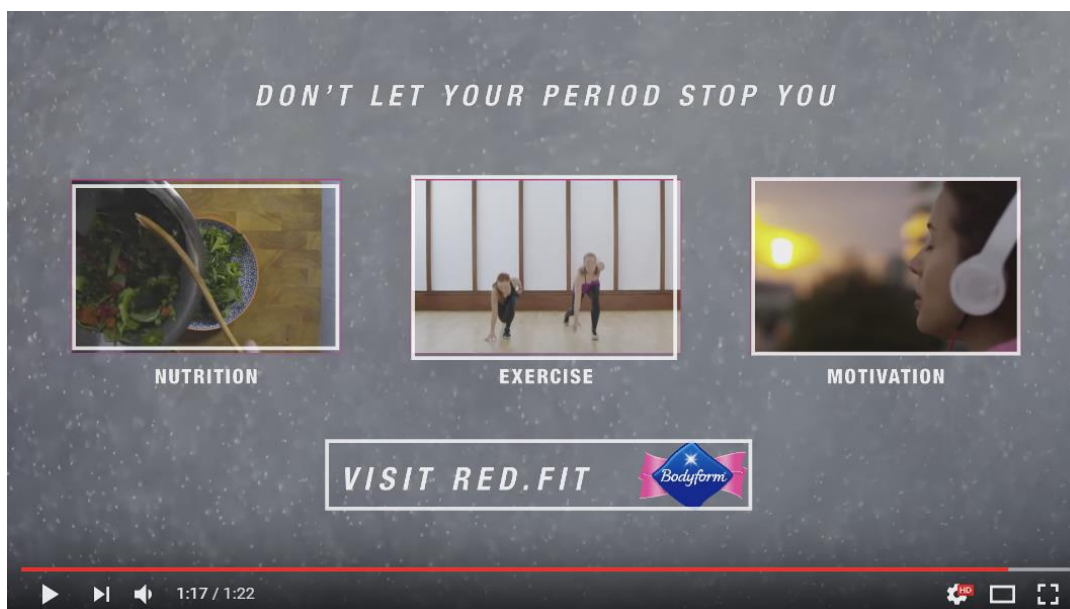 DON'T LET YOUR PERIOD STOP YOU
NUTRITION
EXERCISE
MOTIVATION
VISIT RED.FIT
Bodyform
1:17 / 1:22
HD